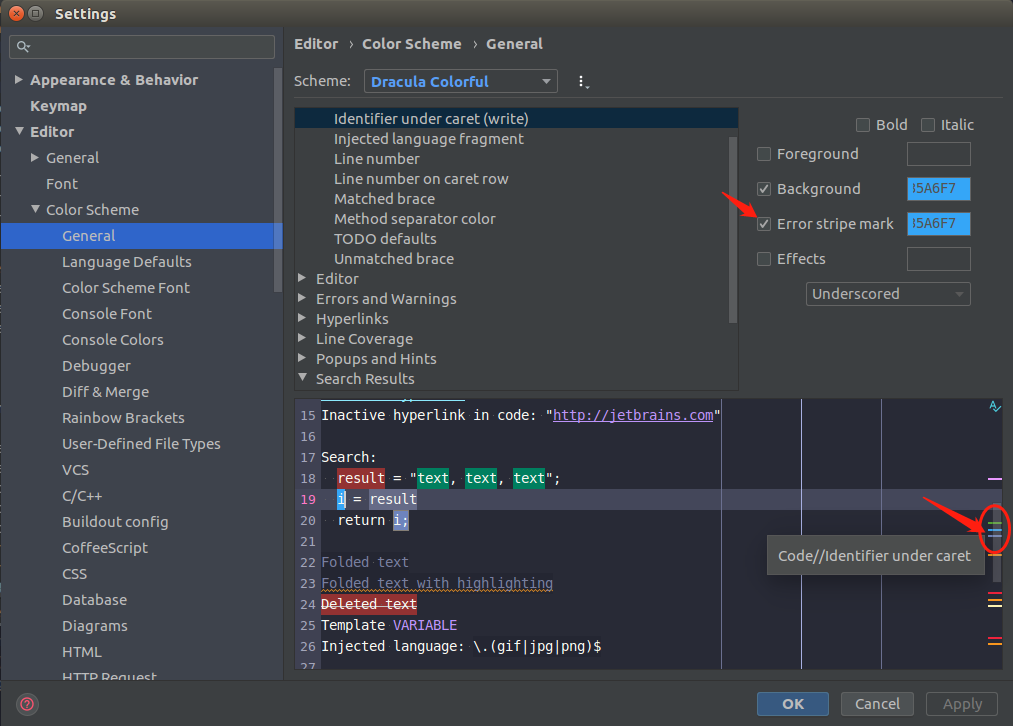 Settings
Editor › Color Scheme › General
Scheme: Dracula Colorful
Appearance & Behavior
Keymap
Editor
General
Font
Color Scheme
General
Language Defaults
Color Scheme Font
Console Font
Console Colors
Debugger
Diff & Merge
Rainbow Brackets
User-Defined File Types
VCS
C/C++
Buildout config
CoffeeScript
CSS
Database
Diagrams
HTML
HTTP Request
Identifier under caret (write)
Injected language fragment
Line number
Line number on caret row
Matched brace
Method separator color
TODO defaults
Unmatched brace
Editor
Errors and Warnings
Hyperlinks
Line Coverage
Popups and Hints
Search Results
Bold Italic
Foreground
Background 35A6F7
Error stripe mark 35A6F7
Effects
Underscored
15 Inactive hyperlink in code: "http://jetbrains.com"
16
17 Search:
18 result = "text, text, text";
19 i = result
20 return i;
21
22 Folded text
23 Folded text with highlighting
24 Deleted text
25 Template VARIABLE
26 Injected language: \.(gif|jpg|png)$
27
Code//Identifier under caret
OK Cancel Apply